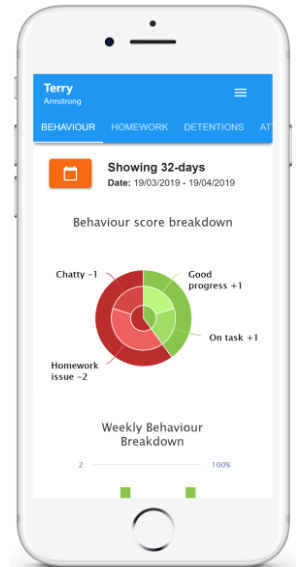 Terry
Armstrong
BEHAVIOUR HOMEWORK DETENTIONS AT
Showing 32-days
Date: 19/03/2019 - 19/04/2019
Behaviour score breakdown
Chatty −1
Good
progress +1
On task +1
Homework
issue −2
Weekly Behaviour
Breakdown
2 100%